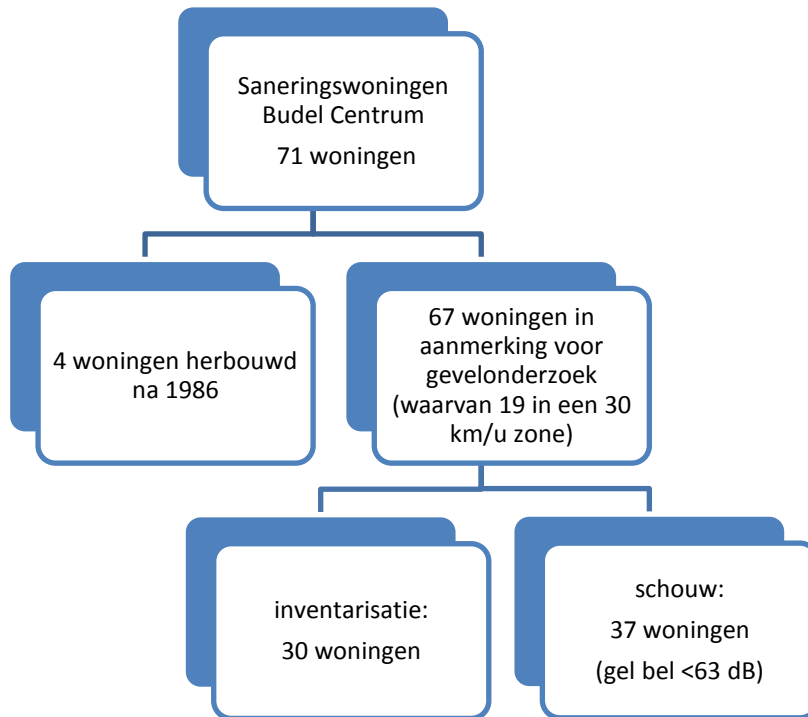 Saneringswoningen
Budel Centrum
71 woningen
4 woningen herbouwd
na 1986
67 woningen in
aanmerking voor
gevelonderzoek
(waarvan 19 in een 30
km/u zone)
inventarisatie:
30 woningen
schouw:
37 woningen
(gel bel <63 dB)